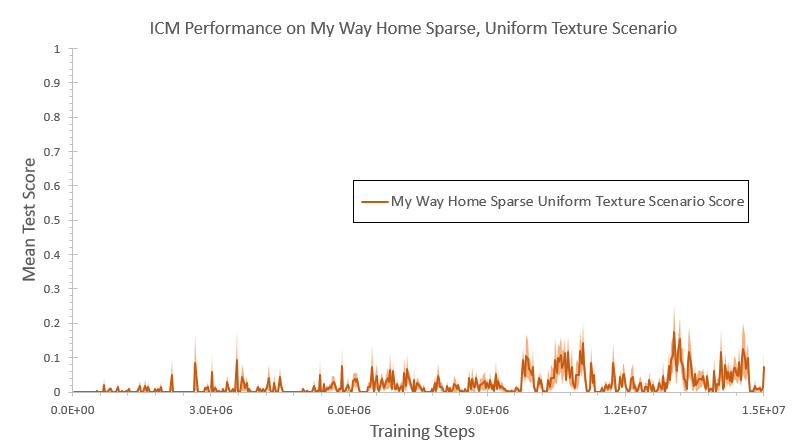 ICM Performance on My Way Home Sparse, Uniform Texture Scenario
1
0.9
0.8
0.7
0.6
0.5
0.4
0.3
0.2
0.1
0
Mean Test Score
My Way Home Sparse Uniform Texture Scenario Score
0.0E+00 3.0E+06 6.0E+06 9.0E+06 1.2E+07 1.5E+07
Training Steps